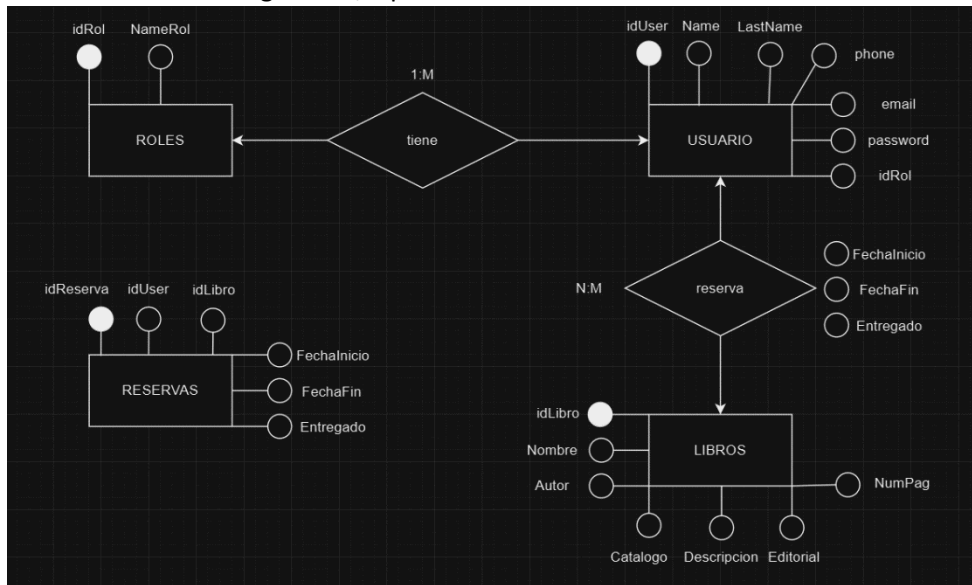 idRol NameRol
1:M
ROLES
tiene
idUser Name LastName
phone
email
USUARIO
password
idRol
N:M
reserva
FechaInicio
FechaFin
Entregado
idReserva idUser idLibro
FechaInicio
RESERVAS
FechaFin
Entregado
idLibro
Nombre
LIBROS
Autor
NumPag
Catalogo Descripcion Editorial